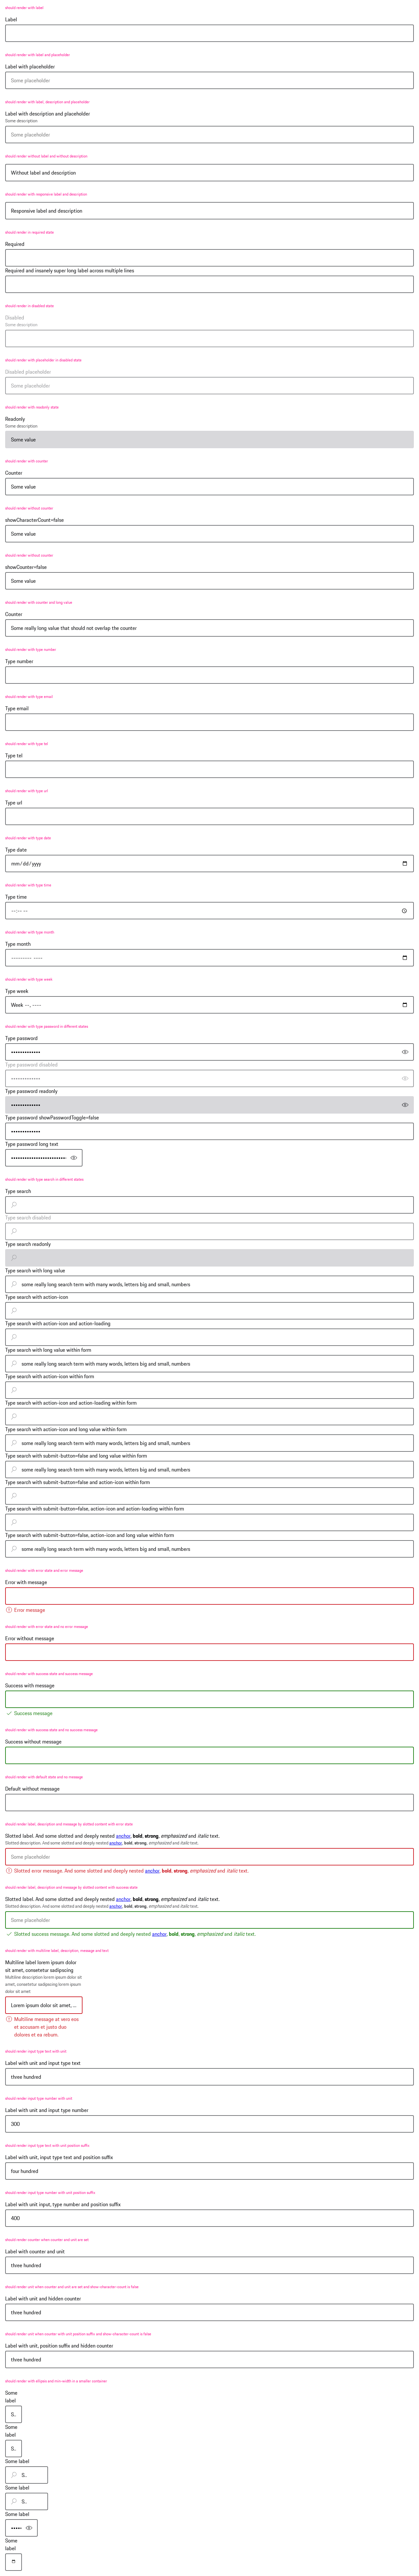 should render with label
Label
should render with label and placeholder
Label with placeholder
Some placeholder
should render with label, description and placeholder
Label with description and placeholder
Some description
Some placeholder
should render without label and without description
Without label and description
should render with responsive label and description
Responsive label and description
should render in required state
Required
Required and insanely super long label across multiple lines
should render in disabled state
Disabled
Some description
should render with placeholder in disabled state
Disabled placeholder
Some placeholder
should render with readonly state
Readonly
Some description
Some value
should render with counter
Counter
Some value
should render without counter
showCharacterCount=false
Some value
should render without counter
showCounter=false
Some value
should render with counter and long value
Counter
Some really long value that should not overlap the counter
should render with type number
Type number
should render with type email
Type email
should render with type tel
Type tel
should render with type url
Type url
should render with type date
Type date
mm/dd/yyyy
should render with type time
Type time
--:-- --
should render with type month
Type month
--------- ----
should render with type week
Type week
Week --, ----
should render with type password in different states
Type password
Type password disabled
Type password readonly
Type password showPasswordToggle=false
Type password long text
should render with type search in different states
Type search
Type search disabled
Type search readonly
Type search with long value
some really long search term with many words, letters big and small, numbers
Type search with action-icon
Type search with action-icon and action-loading
Type search with long value within form
some really long search term with many words, letters big and small, numbers
Type search with action-icon within form
Type search with action-icon and action-loading within form
Type search with action-icon and long value within form
some really long search term with many words, letters big and small, numbers
Type search with submit-button=false and long value within form
some really long search term with many words, letters big and small, numbers
Type search with submit-button=false and action-icon within form
Type search with submit-button=false, action-icon and action-loading within form
Type search with submit-button=false, action-icon and long value within form
some really long search term with many words, letters big and small, numbers
should render with error state and error message
Error with message
Error message
should render with error state and no error message
Error without message
should render with success state and success message
Success with message
Success message
should render with success state and no success message
Success without message
should render with default state and no message
Default without message
should render label, description and message by slotted content with error state
Slotted label. And some slotted and deeply nested anchor, bold, strong, emphasized and italic text.
Slotted description. And some slotted and deeply nested anchor, bold, strong, emphasized and italic text.
Some placeholder
Slotted error message. And some slotted and deeply nested anchor, bold, strong, emphasized and italic text.
should render label, description and message by slotted content with success state
Slotted label. And some slotted and deeply nested anchor, bold, strong, emphasized and italic text.
Slotted description. And some slotted and deeply nested anchor, bold, strong, emphasized and italic text.
Some placeholder
Slotted success message. And some slotted and deeply nested anchor, bold, strong, emphasized and italic text.
should render with multiline label, description, message and text
Multiline label lorem ipsum dolor
sit amet, consetetur sadipscing
Multiline description lorem ipsum dolor sit
amet, consetetur sadipscing lorem ipsum
dolor sit amet
Lorem ipsum dolor sit amet, ...
Multiline message at vero eos
et accusam et justo duo
dolores et ea rebum.
should render input type text with unit
Label with unit and input type text
three hundred
should render input type number with unit
Label with unit and input type number
300
should render input type text with unit position suffix
Label with unit, input type text and position suffix
four hundred
should render input type number with unit position suffix
Label with unit input, type number and position suffix
400
should render counter when counter and unit are set
Label with counter and unit
three hundred
should render unit when counter and unit are set and show-character-count is false
Label with unit and hidden counter
three hundred
should render unit when counter with unit position suffix and show-character-count is false
Label with unit, position suffix and hidden counter
three hundred
should render with ellipsis and min-width in a smaller container
Some
label
S...
Some
label
S...
Some label
S...
Some label
S...
Some label
Some
label